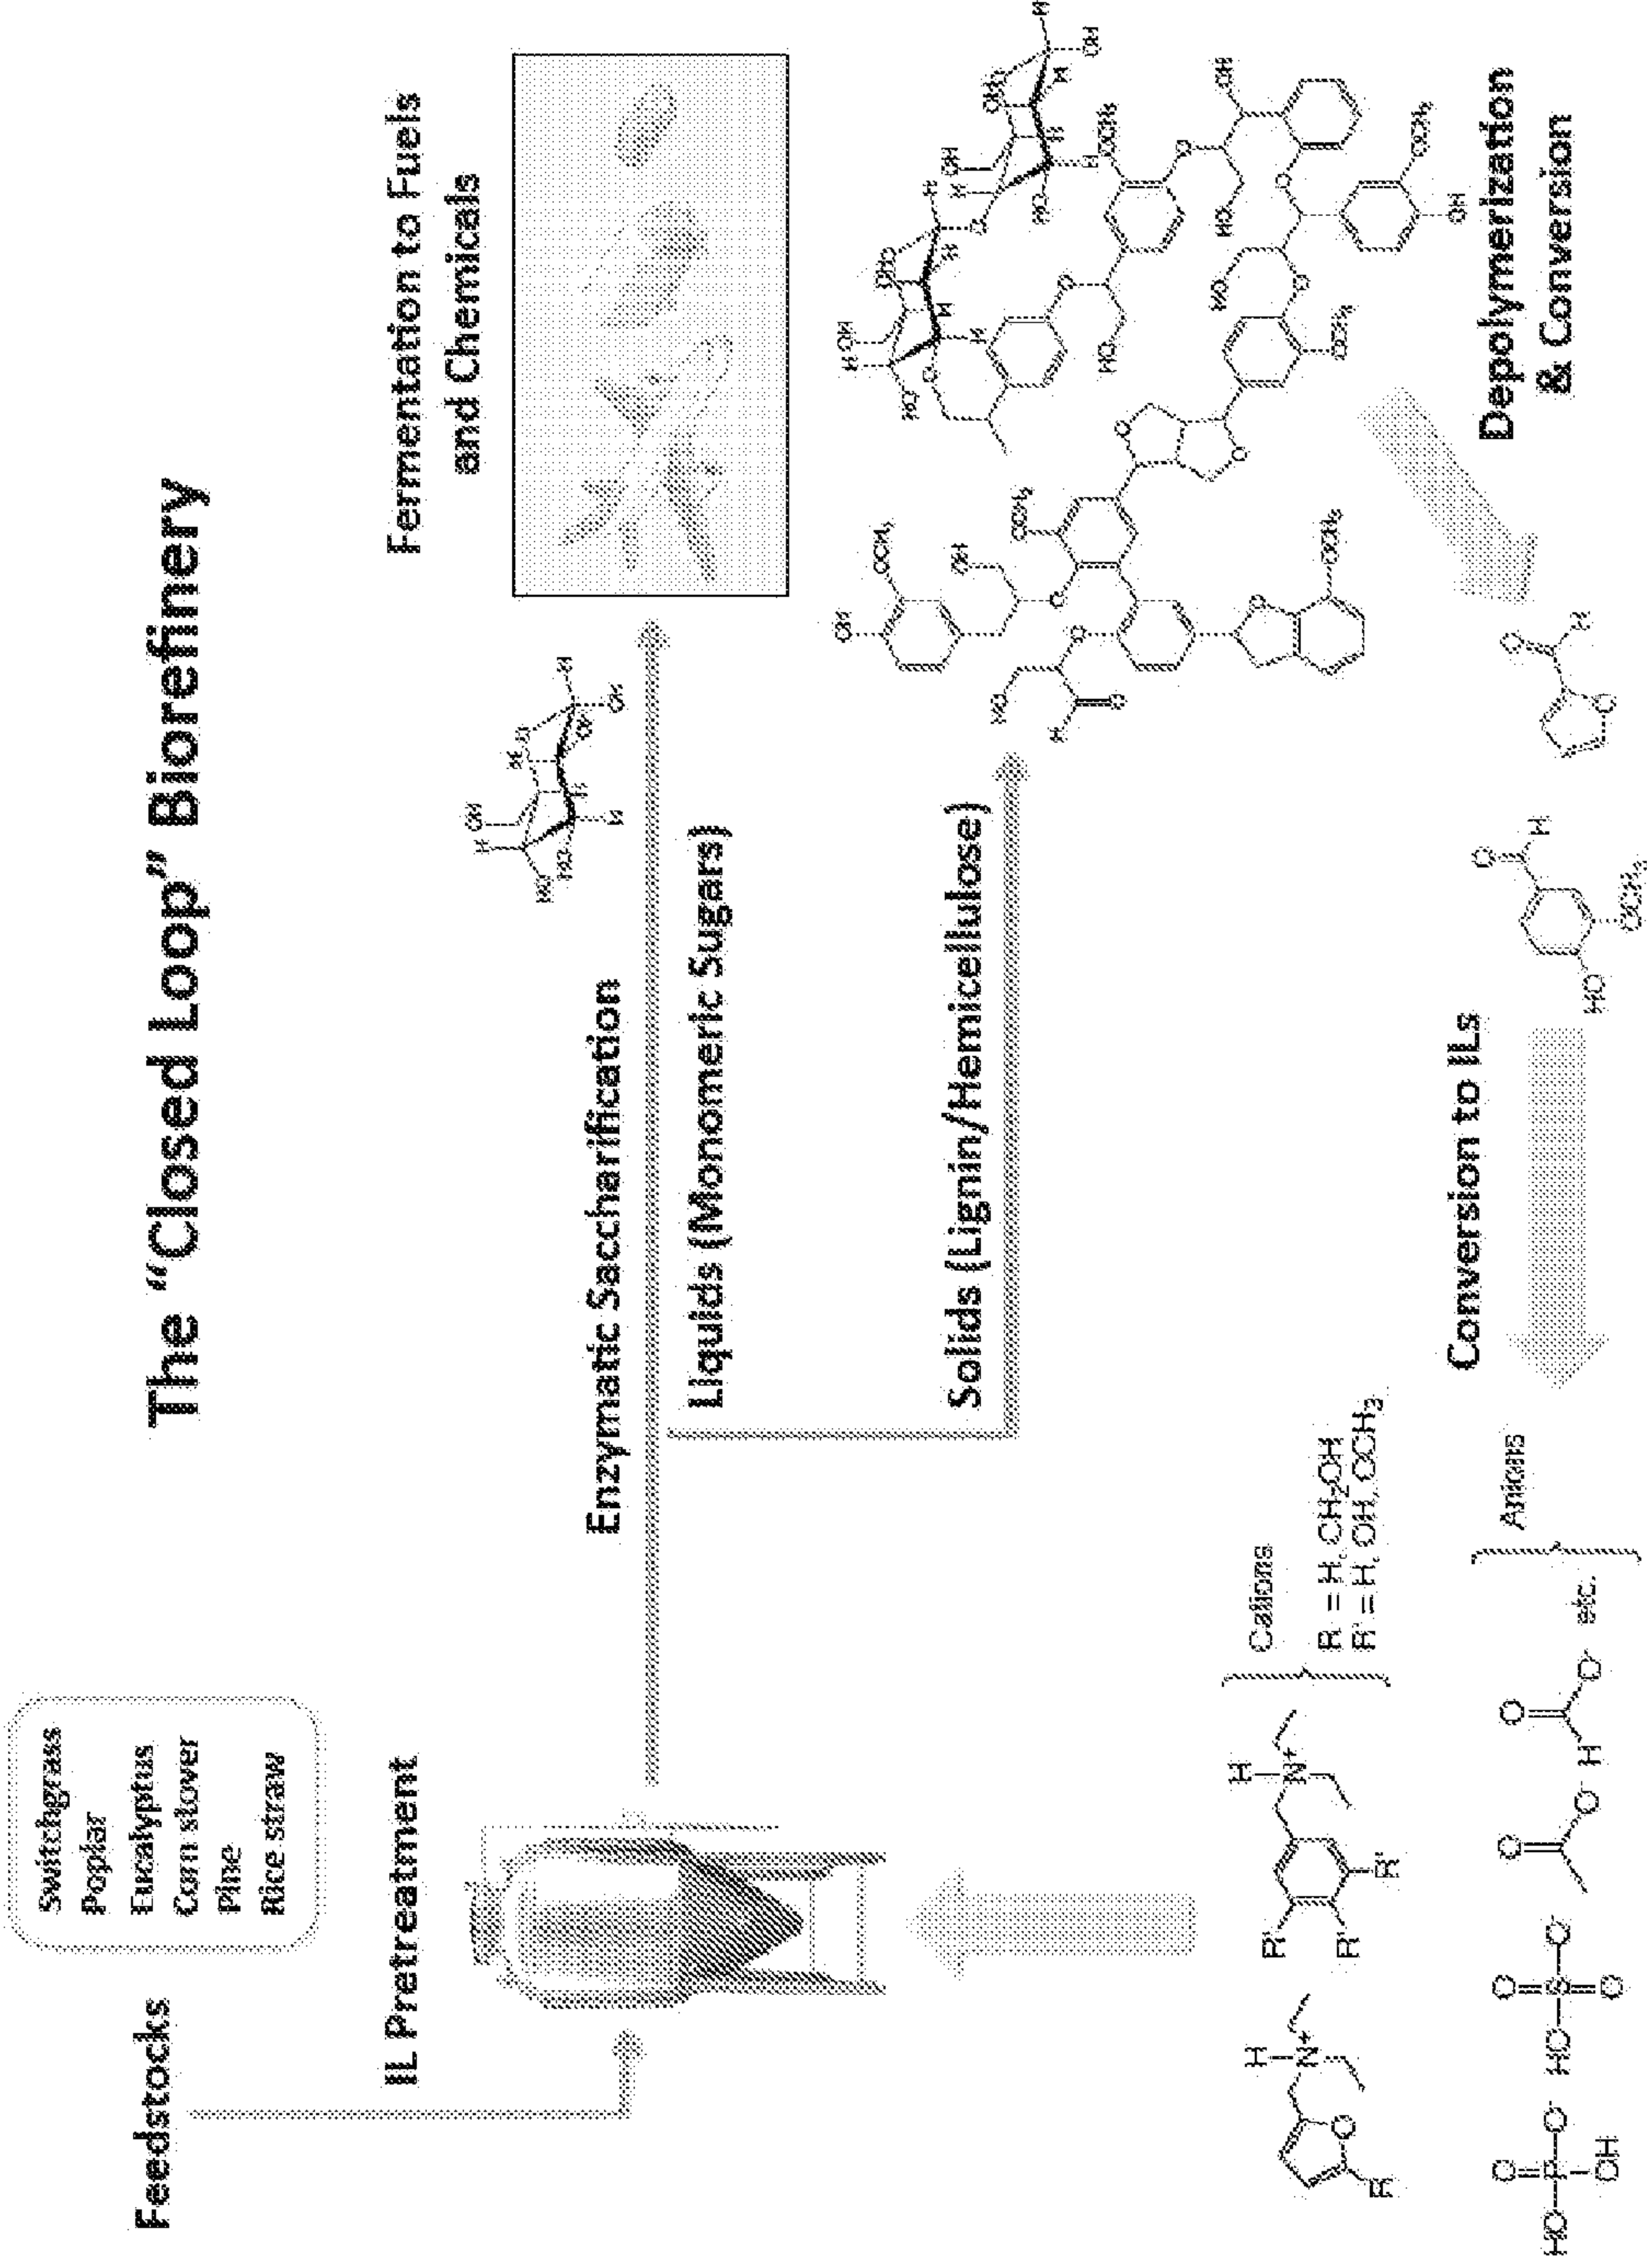 The "Closed Loop" Biorefinery
Feedstocks
Switchgrass
Poplar
Eucalyptus
Corn stover
Pine
Rice straw
IL Pretreatment
Enzymatic Saccharification
Liquids (Monomeric Sugars)
Solids (Lignin/Hemicellulose)
Fermentation to Fuels
and Chemicals
Depolymerization
& Conversion
Conversion to ILs
Cations
R = H, CH2OH
R' = H, OH, OCH3
Anions
etc.